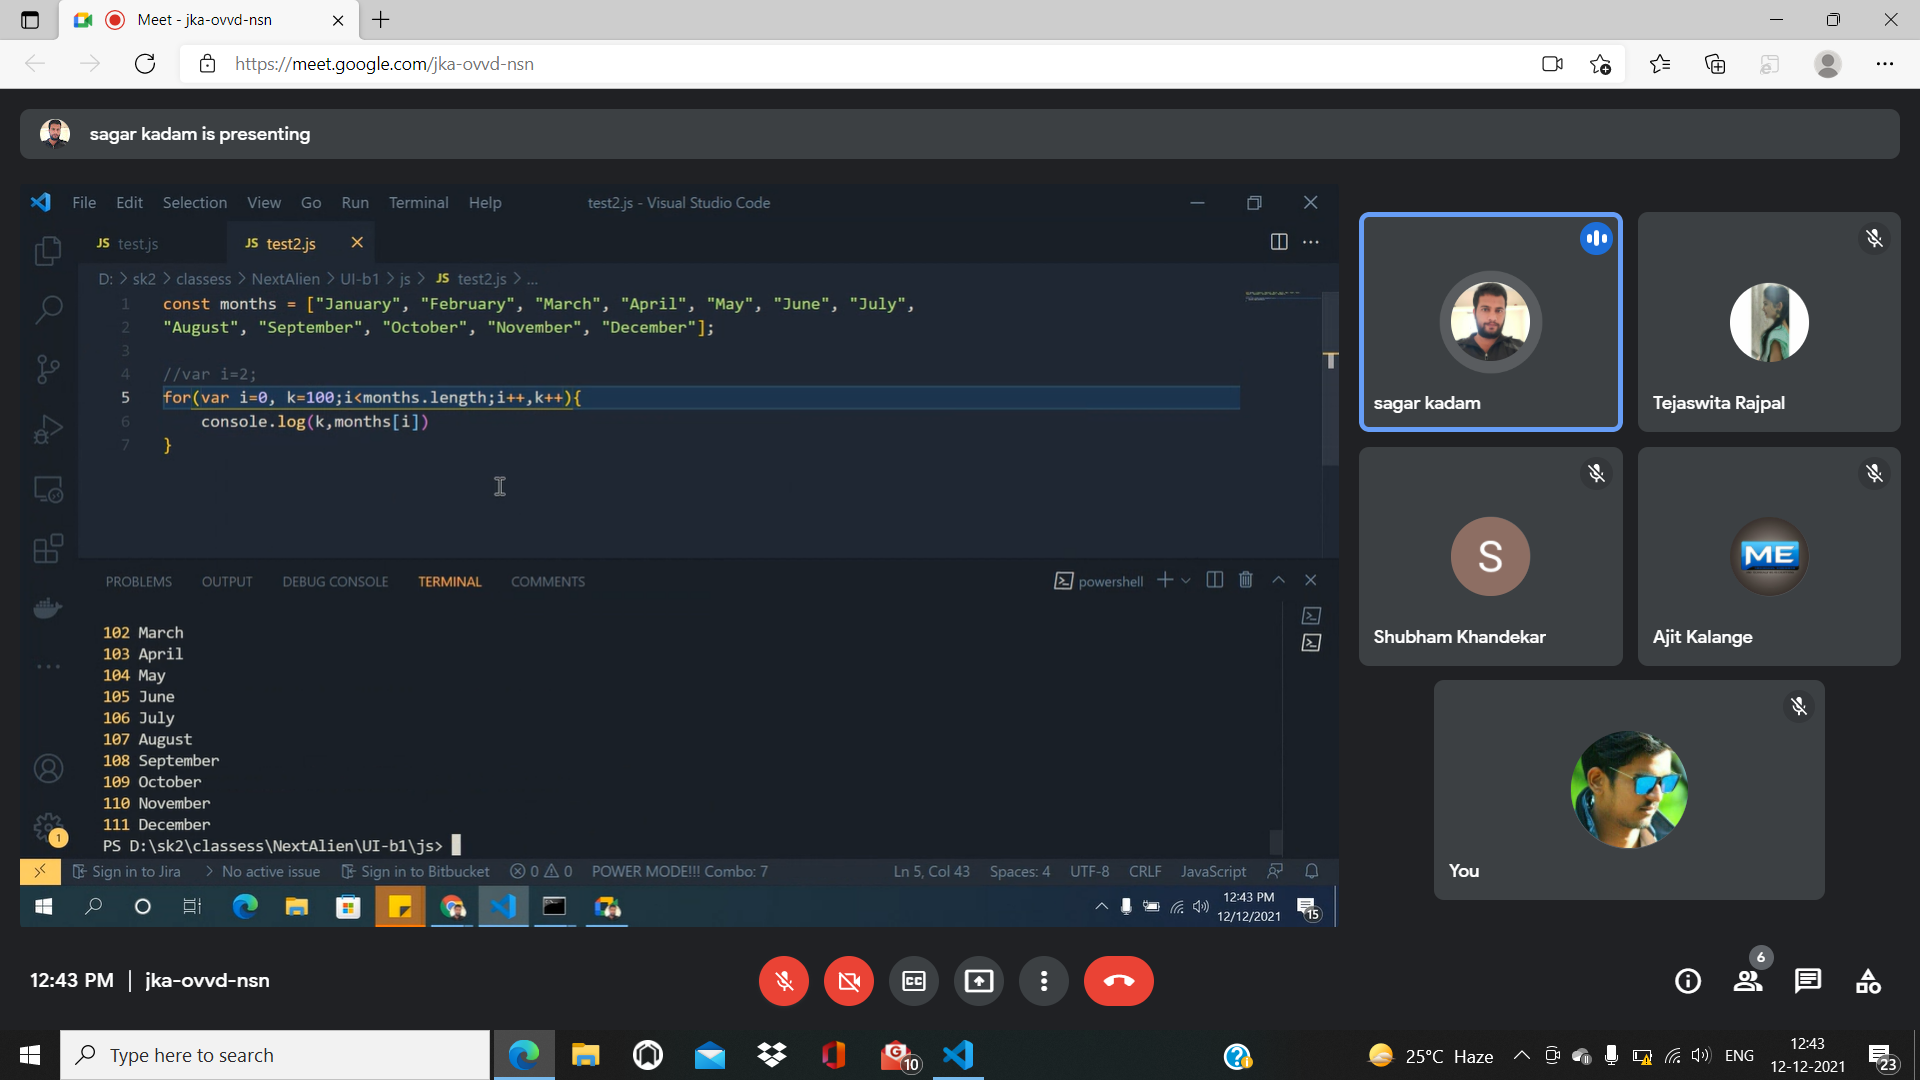 Meet - jka-ovvd-nsn
https://meet.google.com/jka-ovvd-nsn
sagar kadam is presenting
File Edit Selection View Go Run Terminal Help
test2.js - Visual Studio Code
JS test.js
JS test2.js
D: > sk2 > classess > NextAlien > UI-b1 > js > JS test2.js > ...
1 const months = ["January", "February", "March", "April", "May", "June", "July",
2 "August", "September", "October", "November", "December"];
3
4 //var i=2;
5 for(var i=0, k=100;i<months.length;i++,k++){
6 console.log(k,months[i])
7 }
PROBLEMS OUTPUT DEBUG CONSOLE TERMINAL COMMENTS
powershell
102 March
103 April
104 May
105 June
106 July
107 August
108 September
109 October
110 November
111 December
PS D:\sk2\classess\NextAlien\UI-b1\js>
1
Sign in to Jira > No active issue Sign in to Bitbucket 0 0 POWER MODE!!! Combo: 7
Ln 5, Col 43 Spaces: 4 UTF-8 CRLF JavaScript
12:43 PM
12/12/2021
15
sagar kadam
Tejaswita Rajpal
S
Shubham Khandekar
ME
Ajit Kalange
You
12:43 PM | jka-ovvd-nsn
CC
6
Type here to search
10
25°C Haze
ENG
12:43
12-12-2021
23